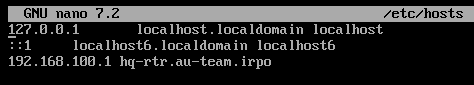 GNU nano 7.2 /etc/hosts
127.0.0.1 localhost.localdomain localhost
::1 localhost6.localdomain localhost6
192.168.100.1 hq-rtr.au-team.irpo